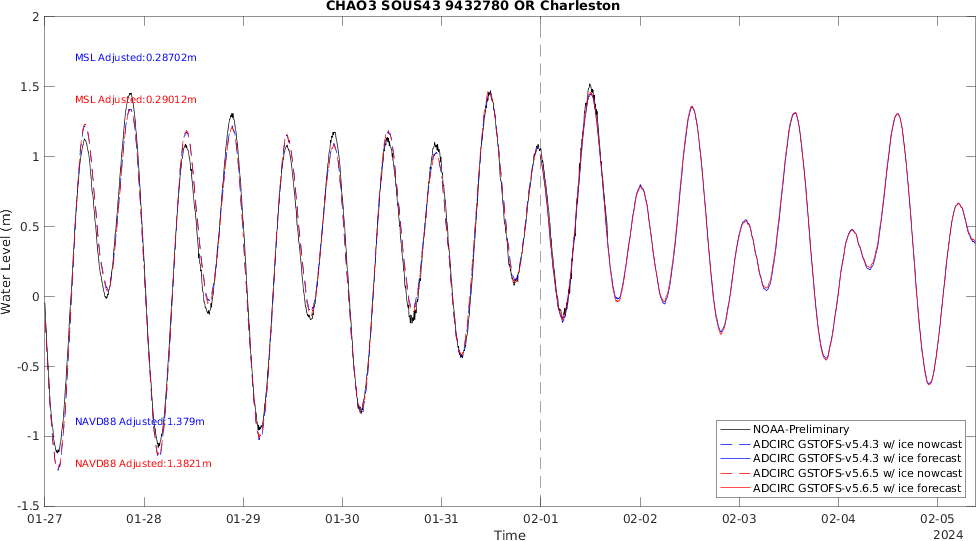 CHAO3 SOUS43 9432780 OR Charleston
2
1.5
1
0.5
0
-0.5
-1
-1.5
Water Level (m)
MSL Adjusted:0.28702m
MSL Adjusted:0.29012m
NAVD88 Adjusted:1.379m
NAVD88 Adjusted:1.3821m
NOAA-Preliminary
ADCIRC GSTOFS-v5.4.3 w/ ice nowcast
ADCIRC GSTOFS-v5.4.3 w/ ice forecast
ADCIRC GSTOFS-v5.6.5 w/ ice nowcast
ADCIRC GSTOFS-v5.6.5 w/ ice forecast
01-27 01-28 01-29 01-30 01-31 02-01 02-02 02-03 02-04 02-05
Time
2024